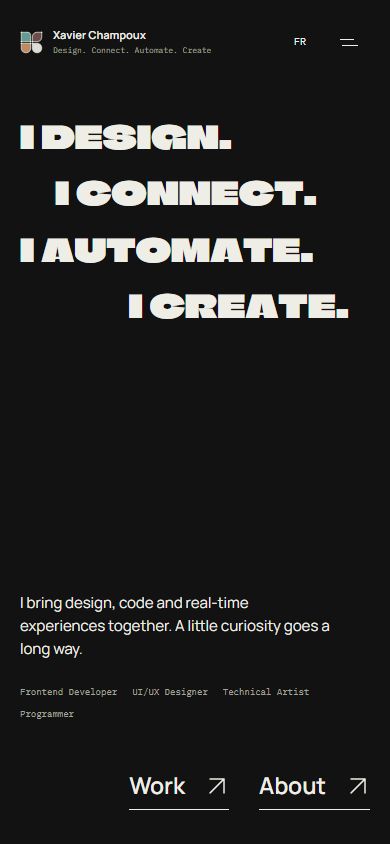 Xavier Champoux
Design. Connect. Automate. Create
FR
I DESIGN.
I CONNECT.
I AUTOMATE.
I CREATE.
I bring design, code and real-time
experiences together. A little curiosity goes a
long way.
Frontend Developer UI/UX Designer Technical Artist
Programmer
Work About